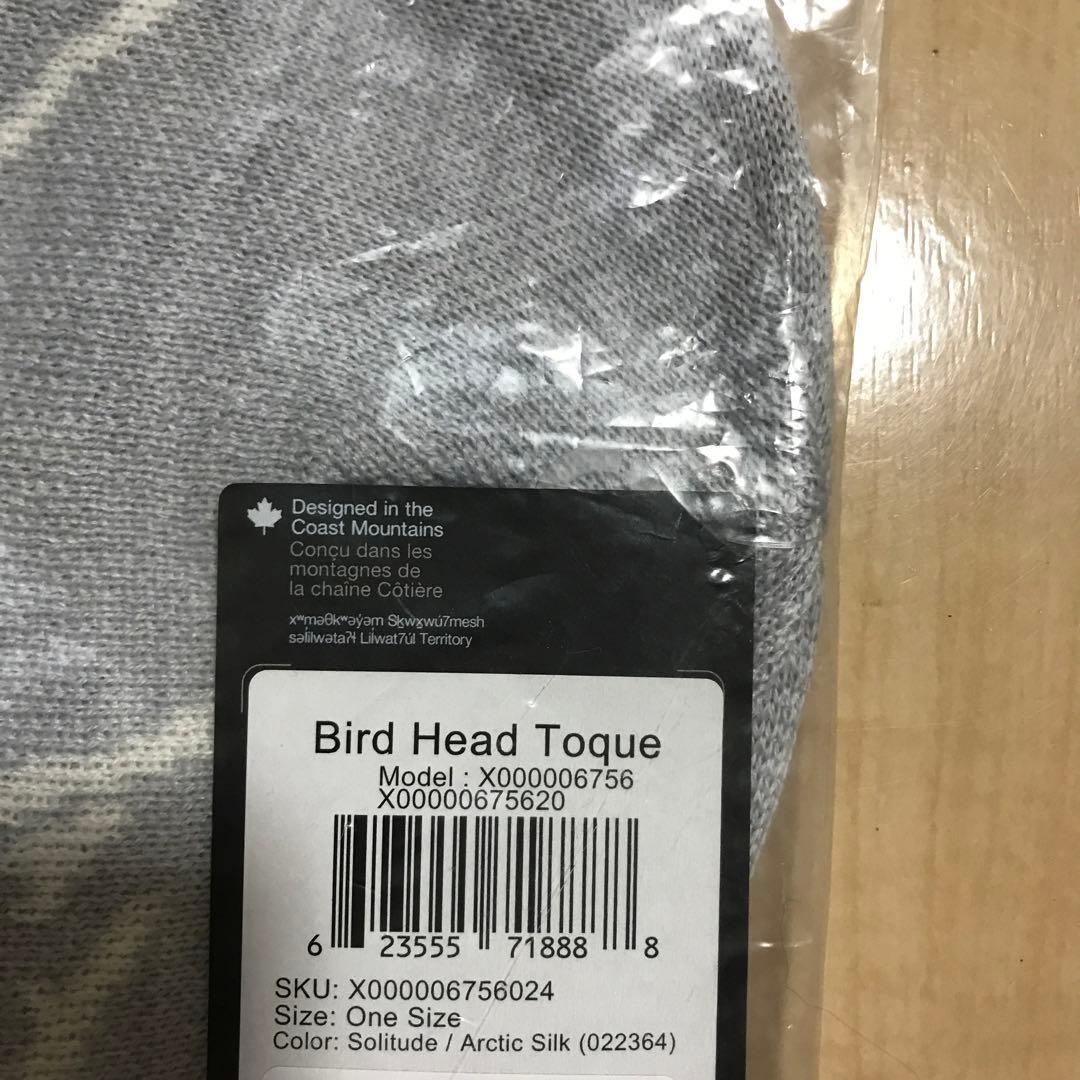 Designed in the
Coast Mountains
Conçu dans les
montagnes de
la chaîne Côtière
xʷməθkʷəy̓əm Sḵwx̱wú7mesh
səl̓ilwətaʔɬ Lil̓wat7úl Territory
Bird Head Toque
Model : X000006756
X00000675620
6 23555 71888 8
SKU: X000006756024
Size: One Size
Color: Solitude / Arctic Silk (022364)